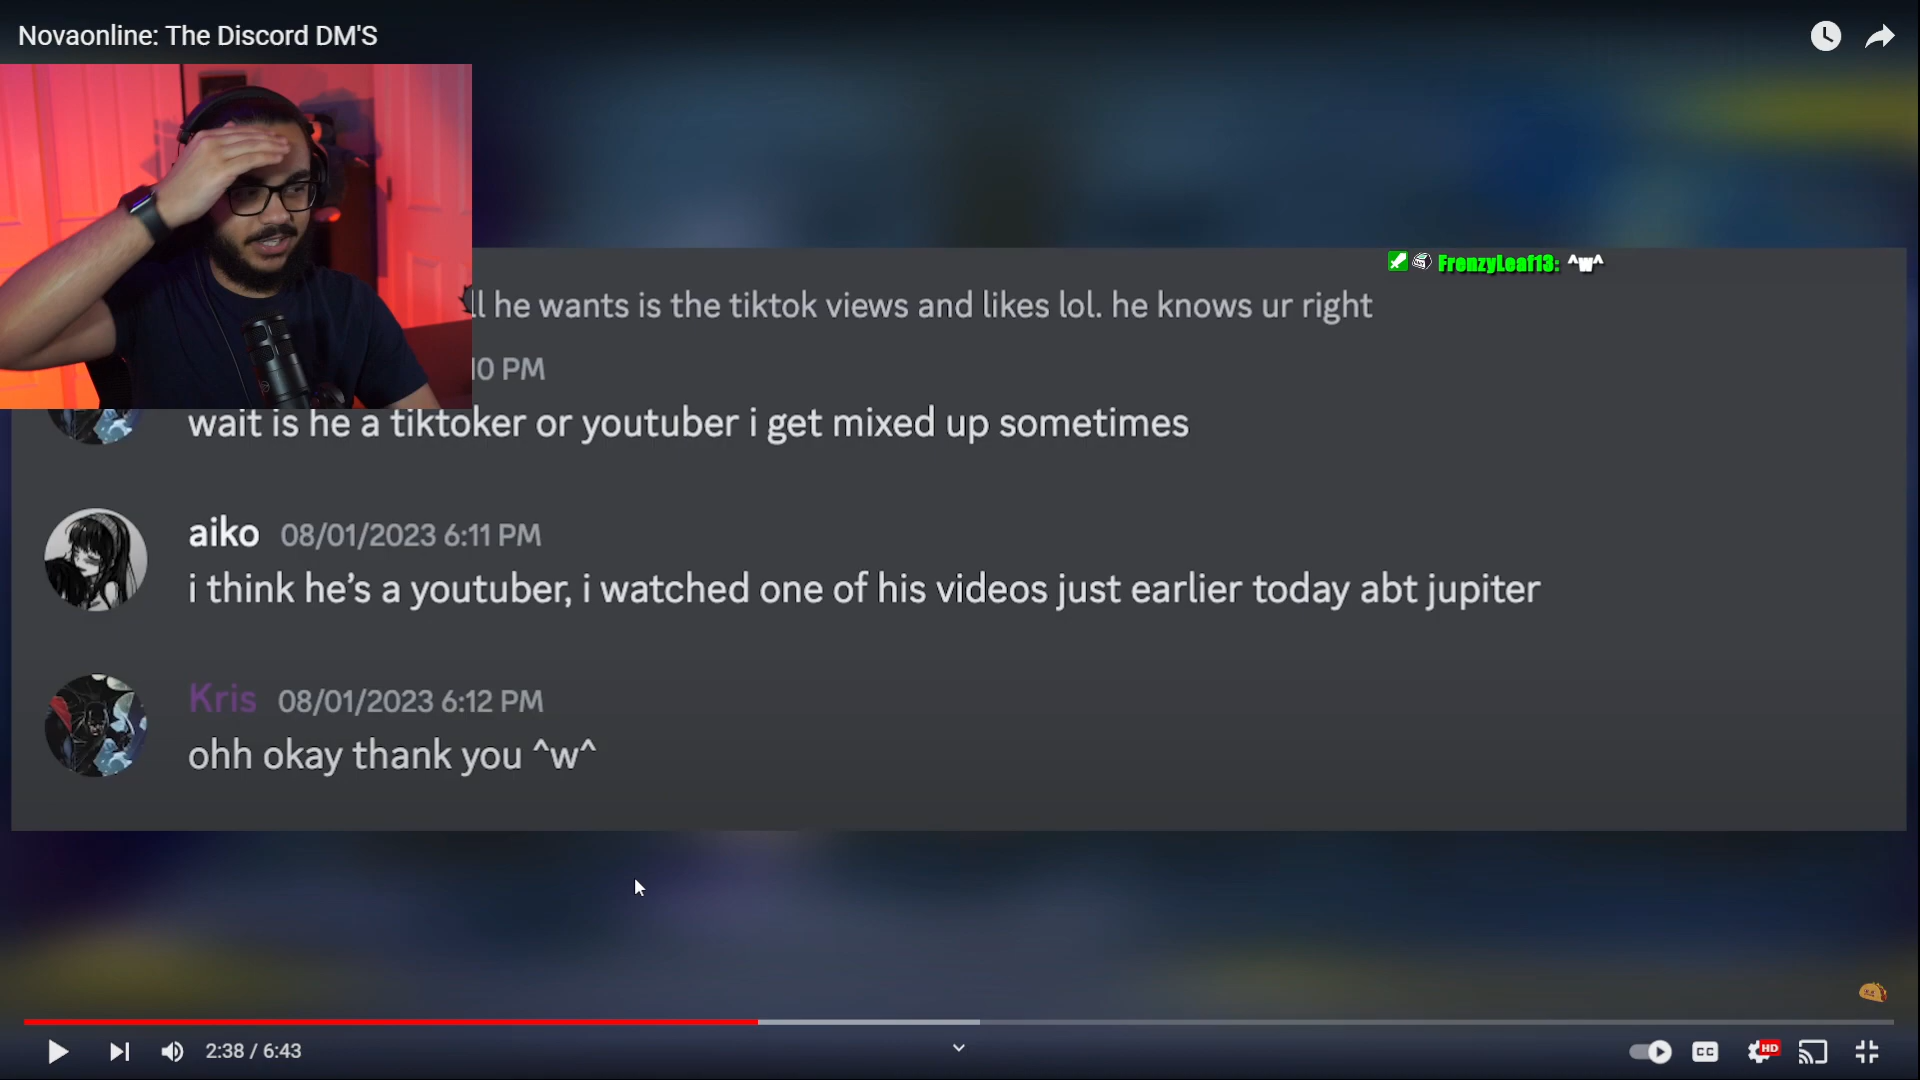 Novaonline: The Discord DM'S
FrenzyLeaf13: ^w^
ll he wants is the tiktok views and likes lol. he knows ur right
10 PM
wait is he a tiktoker or youtuber i get mixed up sometimes
aiko 08/01/2023 6:11 PM
i think he's a youtuber, i watched one of his videos just earlier today abt jupiter
Kris 08/01/2023 6:12 PM
ohh okay thank you ^w^
2:38 / 6:43
CC
HD